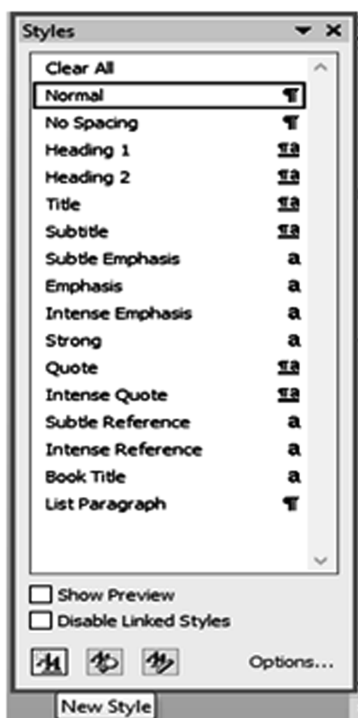 Styles
Clear All
Normal ¶
No Spacing ¶
Heading 1 ¶a
Heading 2 ¶a
Title ¶a
Subtitle ¶a
Subtle Emphasis a
Emphasis a
Intense Emphasis a
Strong a
Quote ¶a
Intense Quote ¶a
Subtle Reference a
Intense Reference a
Book Title a
List Paragraph ¶
Show Preview
Disable Linked Styles
Options...
New Style